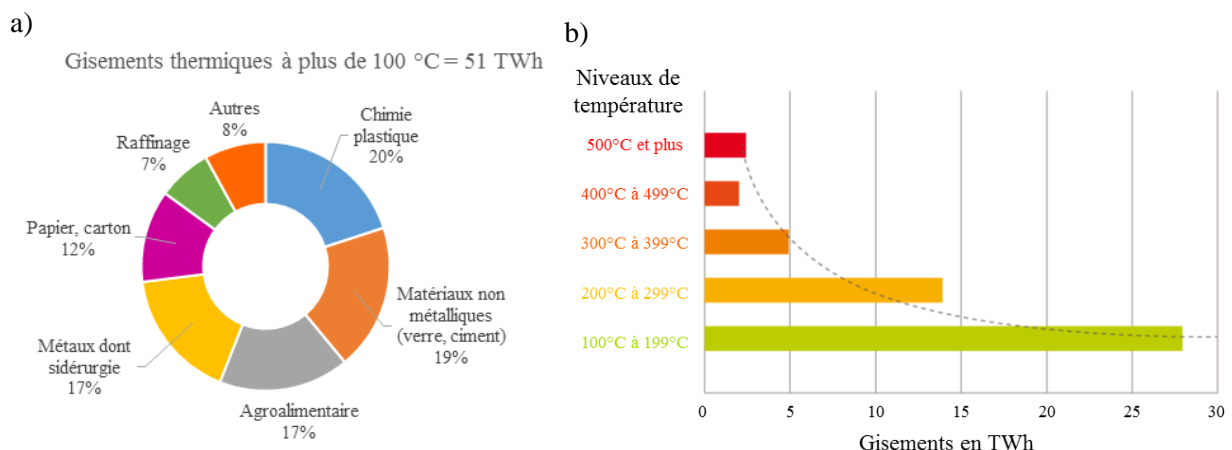 a)
Gisements thermiques à plus de 100 °C = 51 TWh
Autres
8%
Chimie
plastique
20%
Raffinage
7%
Papier, carton
12%
Matériaux non
métalliques
(verre, ciment)
19%
Métaux dont
sidérurgie
17%
Agroalimentaire
17%
b)
Niveaux de
température
500°C et plus
400°C à 499°C
300°C à 399°C
200°C à 299°C
100°C à 199°C
0 5 10 15 20 25 30
Gisements en TWh